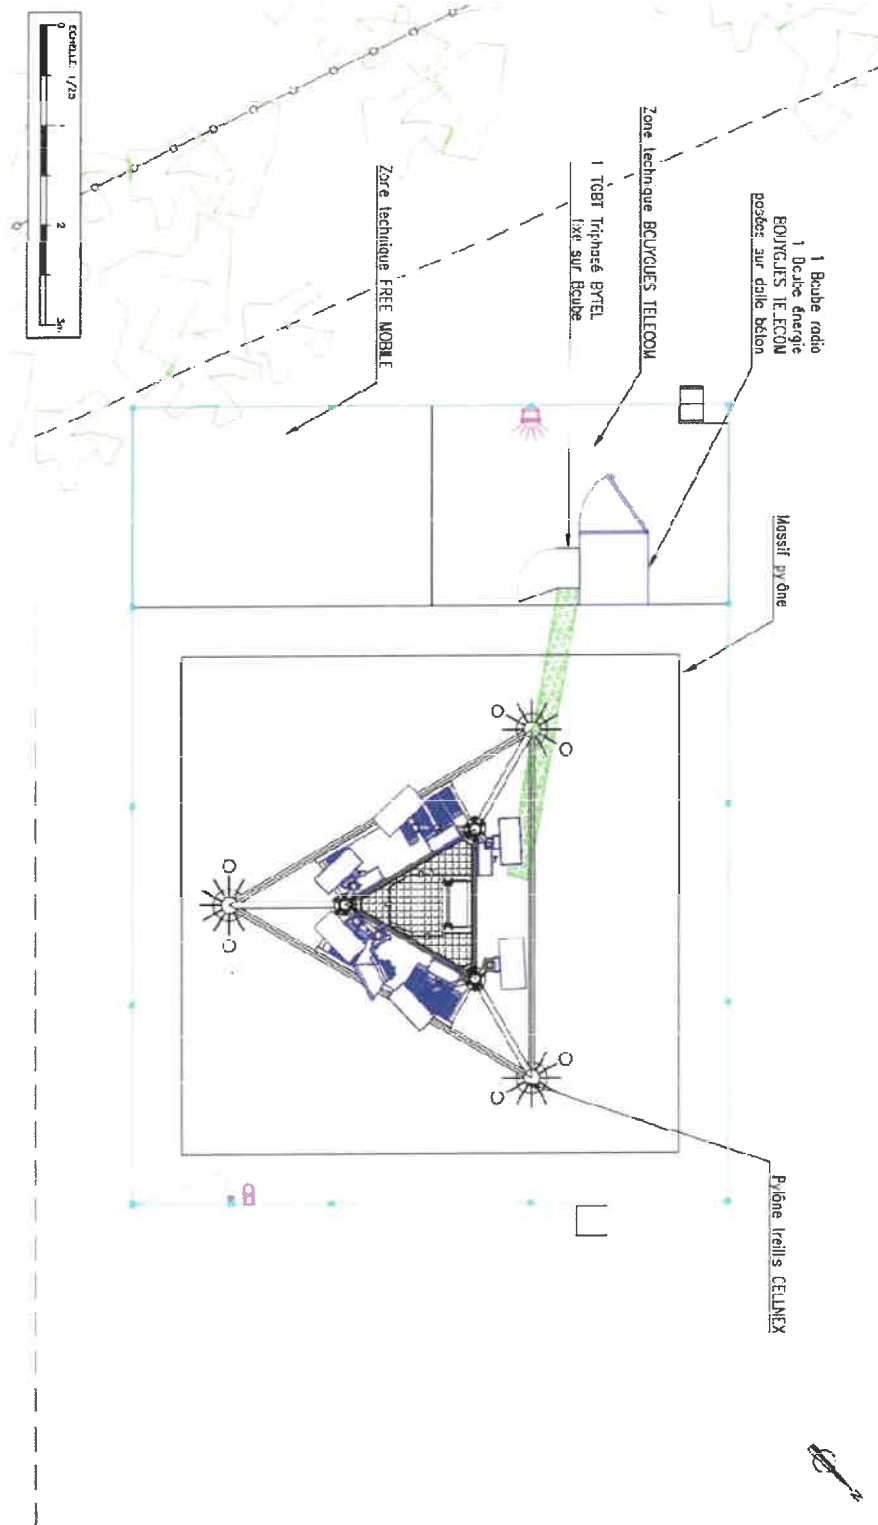 1 Bcube radio
1 Bcube énergie
BOUYGUES TELECOM
posées sur dalle béton
Zone technique BOUYGUES TELECOM
1 TGBT Triphasé BYTEL
fixé sur Bcube
Zone technique FREE MOBILE
Massif pylône
Pylône treillis CELLNEX
ECHELLE: 1/25
0 1 2 3m
N